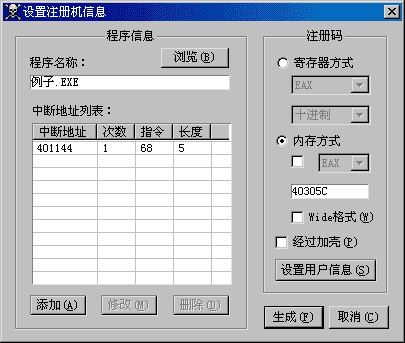 设置注册机信息
程序信息
程序名称：
浏览(B)
例子.EXE
中断地址列表：
中断地址 次数 指令 长度
401144 1 68 5
添加(A) 修改(M) 删除(D)
注册码
寄存器方式
EAX
十进制
内存方式
EAX
40305C
Wide格式(W)
经过加壳(P)
设置用户信息(S)
生成(F) 取消(C)